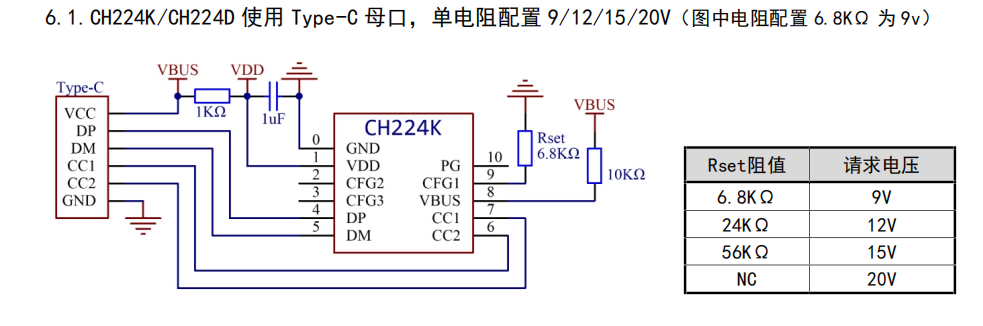 6.1.CH224K/CH224D 使用 Type-C 母口，单电阻配置 9/12/15/20V（图中电阻配置 6.8KΩ 为 9v）
VBUS
VDD
Type-C
1KΩ
1uF
VCC
DP
DM
CC1
CC2
GND
CH224K
0
GND
1
VDD
2
CFG2
3
CFG3
4
DP
5
DM
PG
10
CFG1
9
VBUS
8
CC1
7
CC2
6
Rset
6.8KΩ
VBUS
10KΩ
Rset阻值 请求电压
6.8KΩ 9V
24KΩ 12V
56KΩ 15V
NC 20V